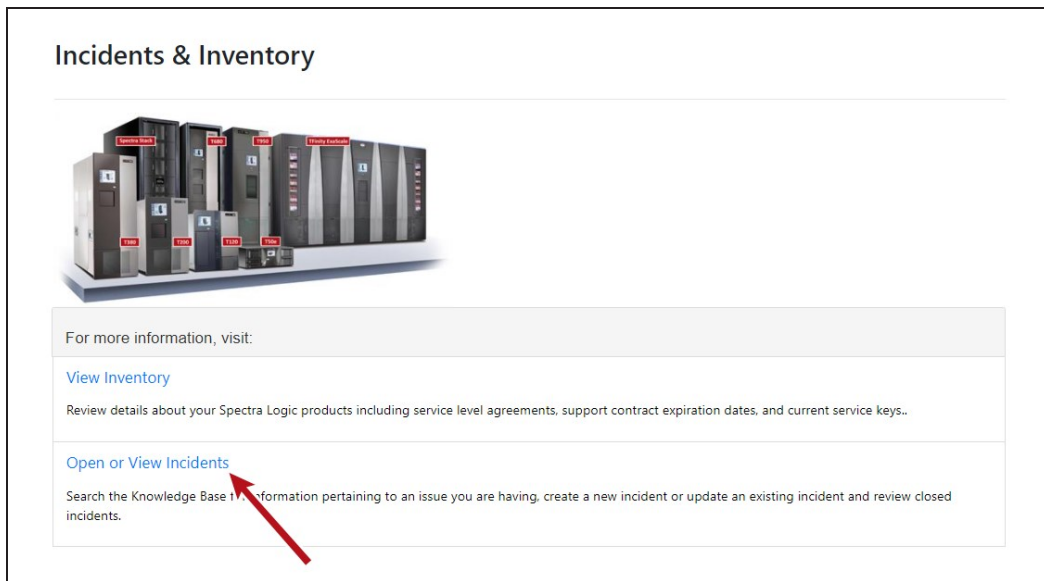 Incidents & Inventory
Spectra Stack
T680
T950
TFinity ExaScale
T380
T200
T120
T50e
For more information, visit:
View Inventory
Review details about your Spectra Logic products including service level agreements, support contract expiration dates, and current service keys..
Open or View Incidents
Search the Knowledge Base information pertaining to an issue you are having, create a new incident or update an existing incident and review closed
incidents.